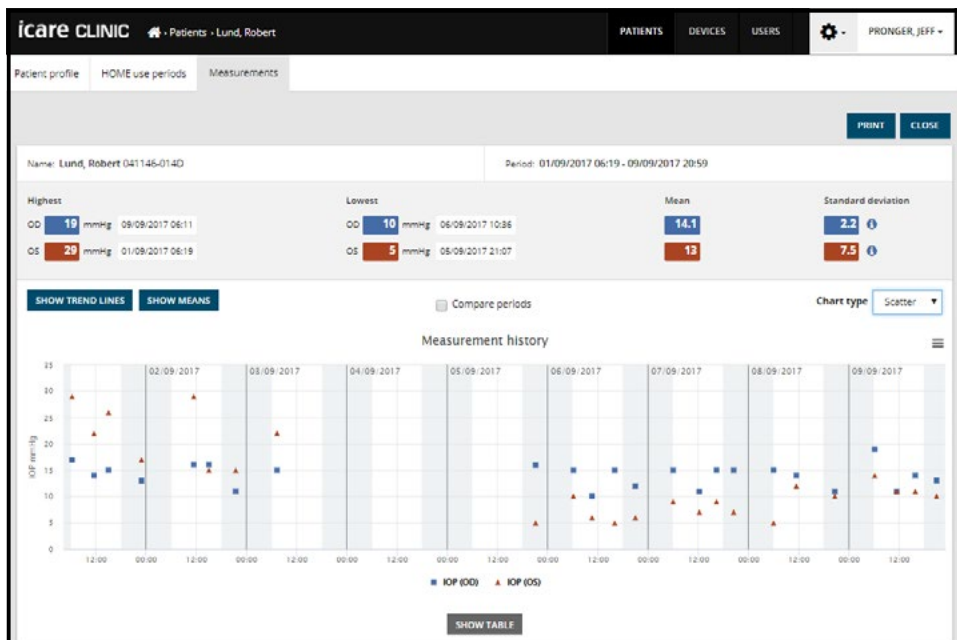 icare CLINIC › Patients › Lund, Robert PATIENTS DEVICES USERS PRONGER, JEFF
Patient profile HOME use periods Measurements
PRINT CLOSE
Name: Lund, Robert 041146-014D Period: 01/09/2017 06:19 - 09/09/2017 20:59
Highest Lowest Mean Standard deviation
OD 19 mmHg 09/09/2017 06:11 OD 10 mmHg 06/09/2017 10:36 14.1 2.2
OS 29 mmHg 01/09/2017 06:19 OS 5 mmHg 05/09/2017 21:07 13 7.5
SHOW TREND LINES SHOW MEANS Compare periods Chart type Scatter
Measurement history
35 02/09/2017 03/09/2017 04/09/2017 05/09/2017 06/09/2017 07/09/2017 08/09/2017 09/09/2017
30
25
20
15
10
5
0
IOP mmHg
12:00 00:00 12:00 00:00 12:00 00:00 12:00 00:00 12:00 00:00 12:00 00:00 12:00 00:00 12:00 00:00 12:00
IOP (OD) IOP (OS)
SHOW TABLE